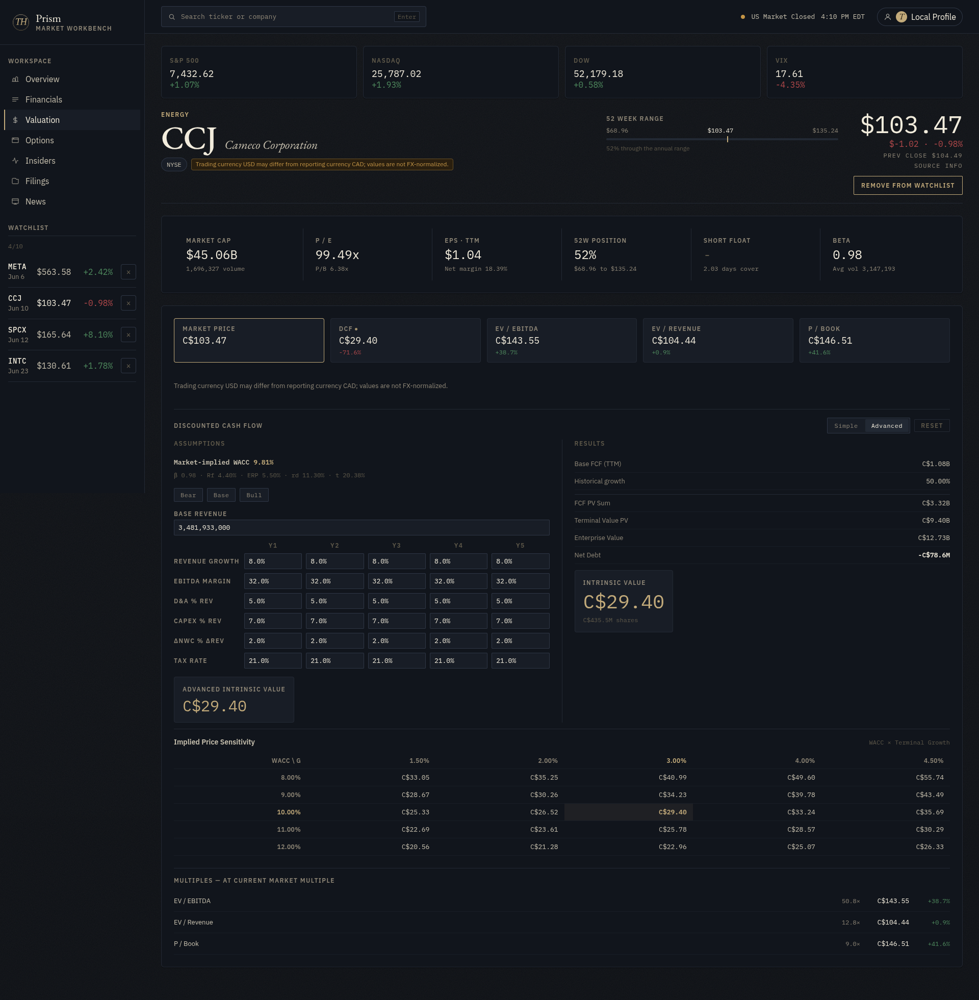 TH Prism
MARKET WORKBENCH
Search ticker or company Enter
US Market Closed 4:10 PM EDT
T Local Profile
WORKSPACE
Overview
Financials
Valuation
Options
Insiders
Filings
News
WATCHLIST
4/10
META $563.58 +2.42% ×
Jun 6
CCJ $103.47 -0.98% ×
Jun 10
SPCX $165.64 +8.10% ×
Jun 12
INTC $130.61 +1.78% ×
Jun 23
S&P 500
7,432.62
+1.07%
NASDAQ
25,787.02
+1.93%
DOW
52,179.18
+0.58%
VIX
17.61
-4.35%
ENERGY
CCJ Cameco Corporation
NYSE Trading currency USD may differ from reporting currency CAD; values are not FX-normalized.
52 WEEK RANGE
$68.96 $103.47 $135.24
52% through the annual range
$103.47
$-1.02 · -0.98%
PREV CLOSE $104.49
SOURCE INFO
REMOVE FROM WATCHLIST
MARKET CAP
$45.06B
1,696,327 volume
P / E
99.49x
P/B 6.38x
EPS · TTM
$1.04
Net margin 18.39%
52W POSITION
52%
$68.96 to $135.24
SHORT FLOAT
-
2.03 days cover
BETA
0.98
Avg vol 3,147,193
MARKET PRICE
C$103.47
DCF ●
C$29.40
-71.6%
EV / EBITDA
C$143.55
+38.7%
EV / REVENUE
C$104.44
+0.9%
P / BOOK
C$146.51
+41.6%
Trading currency USD may differ from reporting currency CAD; values are not FX-normalized.
DISCOUNTED CASH FLOW
Simple Advanced RESET
ASSUMPTIONS
Market-implied WACC 9.81%
β 0.98 · Rf 4.40% · ERP 5.50% · rd 11.30% · t 20.38%
Bear Base Bull
BASE REVENUE
3,481,933,000
Y1 Y2 Y3 Y4 Y5
REVENUE GROWTH 8.0% 8.0% 8.0% 8.0% 8.0%
EBITDA MARGIN 32.0% 32.0% 32.0% 32.0% 32.0%
D&A % REV 5.0% 5.0% 5.0% 5.0% 5.0%
CAPEX % REV 7.0% 7.0% 7.0% 7.0% 7.0%
ΔNWC % ΔREV 2.0% 2.0% 2.0% 2.0% 2.0%
TAX RATE 21.0% 21.0% 21.0% 21.0% 21.0%
ADVANCED INTRINSIC VALUE
C$29.40
RESULTS
Base FCF (TTM) C$1.08B
Historical growth 50.00%
FCF PV Sum C$3.32B
Terminal Value PV C$9.40B
Enterprise Value C$12.73B
Net Debt -C$78.6M
INTRINSIC VALUE
C$29.40
C$435.5M shares
Implied Price Sensitivity WACC × Terminal Growth
WACC \ G 1.50% 2.00% 3.00% 4.00% 4.50%
8.00% C$33.05 C$35.25 C$40.99 C$49.60 C$55.74
9.00% C$28.67 C$30.26 C$34.23 C$39.78 C$43.49
10.00% C$25.33 C$26.52 C$29.40 C$33.24 C$35.69
11.00% C$22.69 C$23.61 C$25.78 C$28.57 C$30.29
12.00% C$20.56 C$21.28 C$22.96 C$25.07 C$26.33
MULTIPLES — AT CURRENT MARKET MULTIPLE
EV / EBITDA 50.8× C$143.55 +38.7%
EV / Revenue 12.8× C$104.44 +0.9%
P / Book 9.0× C$146.51 +41.6%